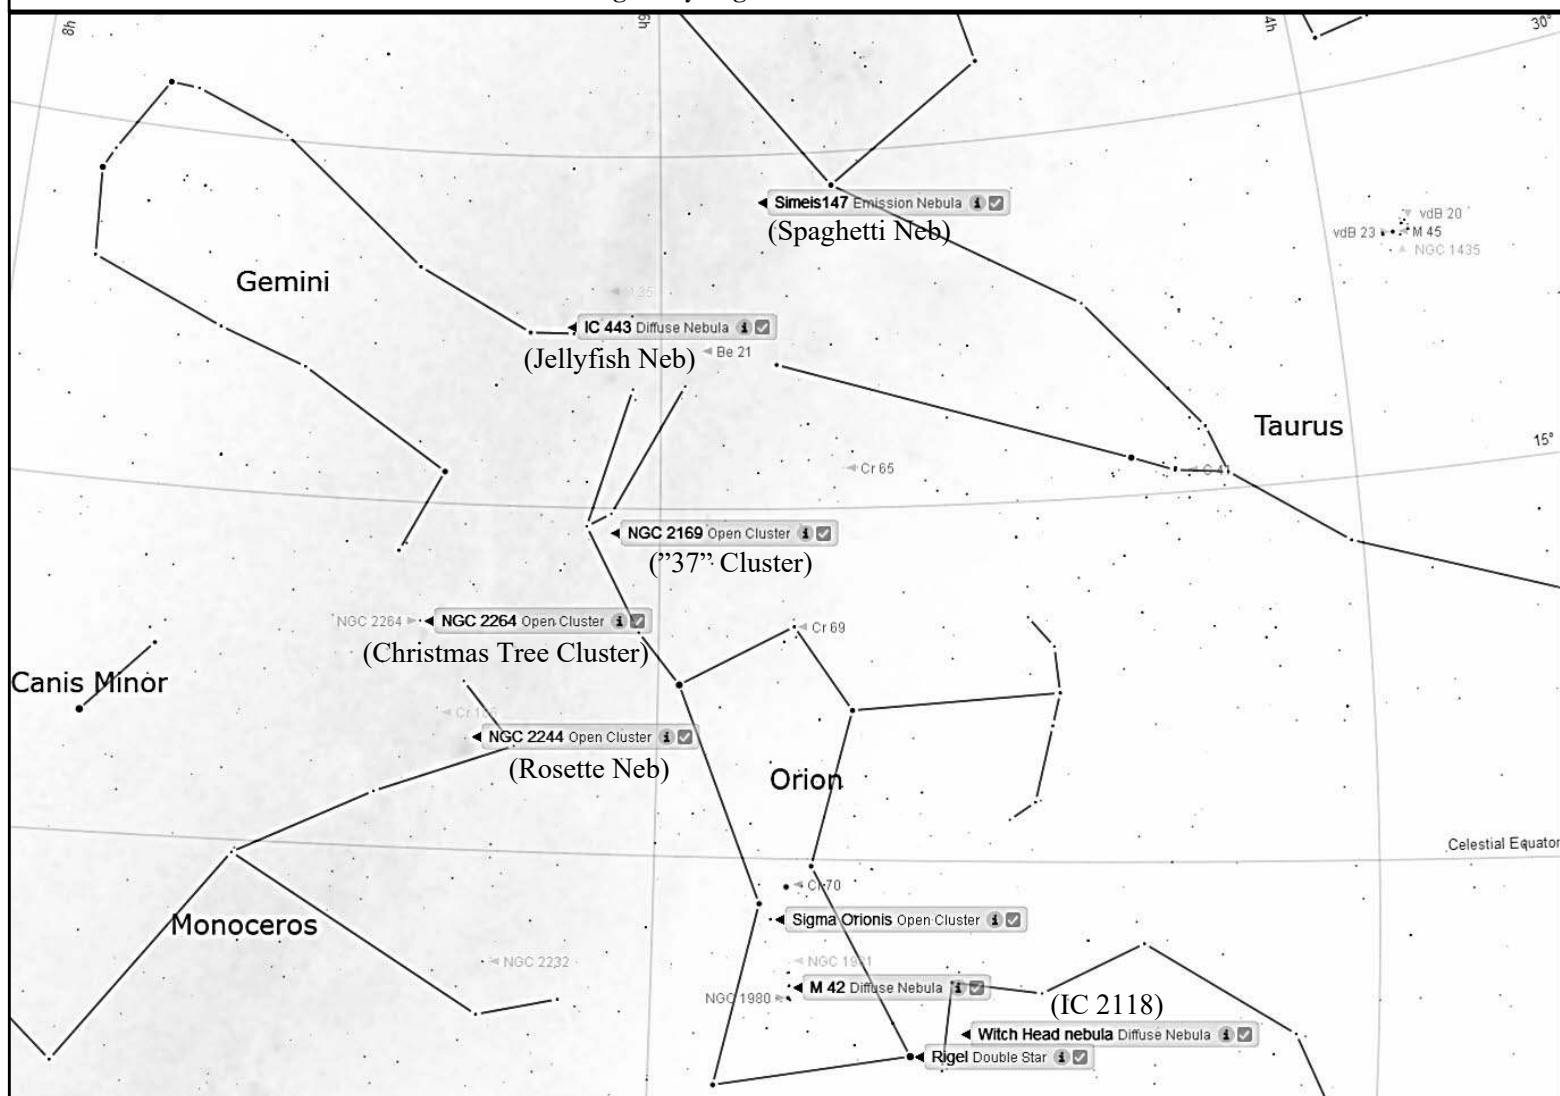 8h
6h
4h
30°
Simeis147 Emission Nebula
(Spaghetti Neb)
vdB 20
vdB 23
M 45
NGC 1435
Gemini
IC 443 Diffuse Nebula
(Jellyfish Neb)
Be 21
Taurus
15°
Cr 65
NGC 2169 Open Cluster
(”37” Cluster)
NGC 2264
NGC 2264 Open Cluster
(Christmas Tree Cluster)
Cr 69
Canis Minor
NGC 2244 Open Cluster
(Rosette Neb)
Orion
Celestial Equator
Cr 70
Monoceros
Sigma Orionis Open Cluster
NGC 2232
NGC 1981
M 42 Diffuse Nebula
NGC 1980
(IC 2118)
Witch Head nebula Diffuse Nebula
Rigel Double Star